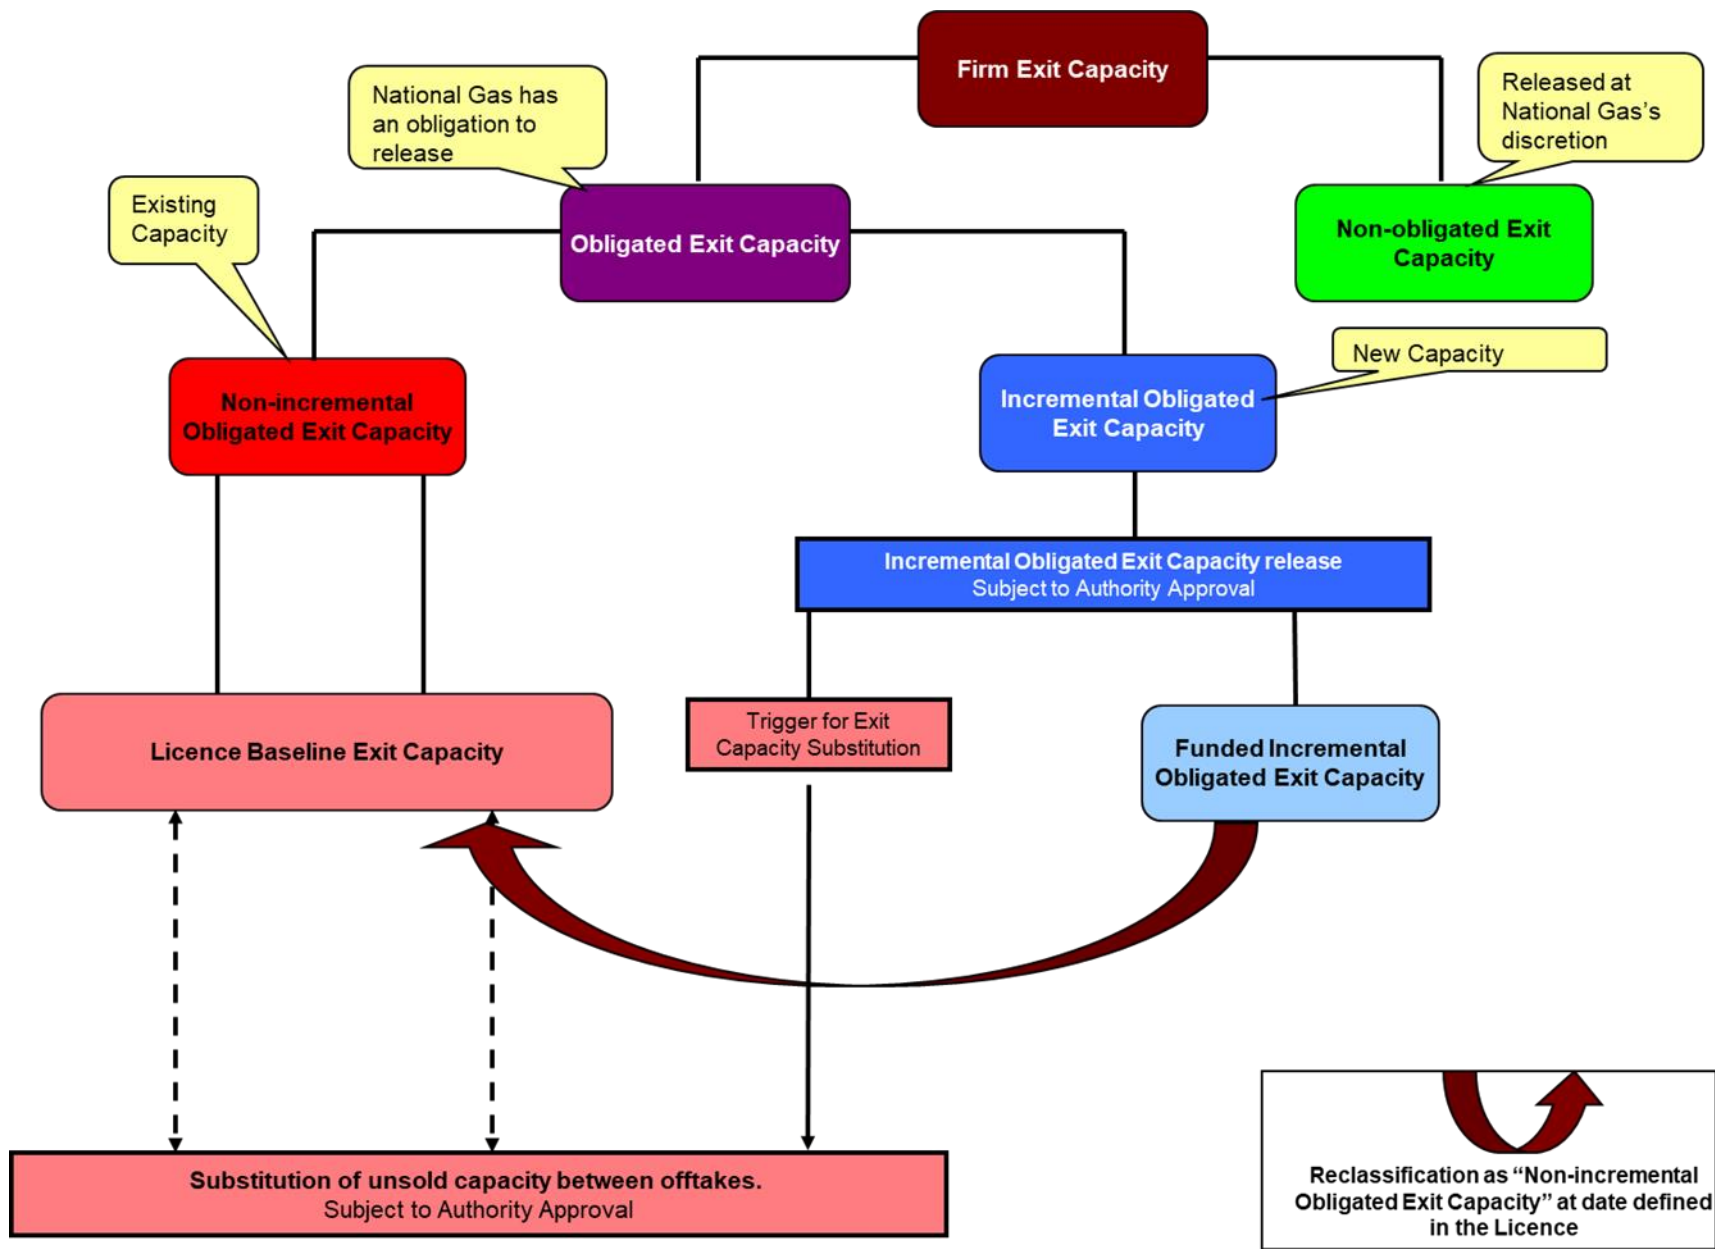 Firm Exit Capacity
National Gas has
an obligation to
release
Released at
National Gas's
discretion
Existing
Capacity
Obligated Exit Capacity
Non-obligated Exit
Capacity
New Capacity
Non-incremental
Obligated Exit Capacity
Incremental Obligated
Exit Capacity
Incremental Obligated Exit Capacity release
Subject to Authority Approval
Licence Baseline Exit Capacity
Trigger for Exit
Capacity Substitution
Funded Incremental
Obligated Exit Capacity
Substitution of unsold capacity between offtakes.
Subject to Authority Approval
Reclassification as “Non-incremental
Obligated Exit Capacity” at date defined
in the Licence